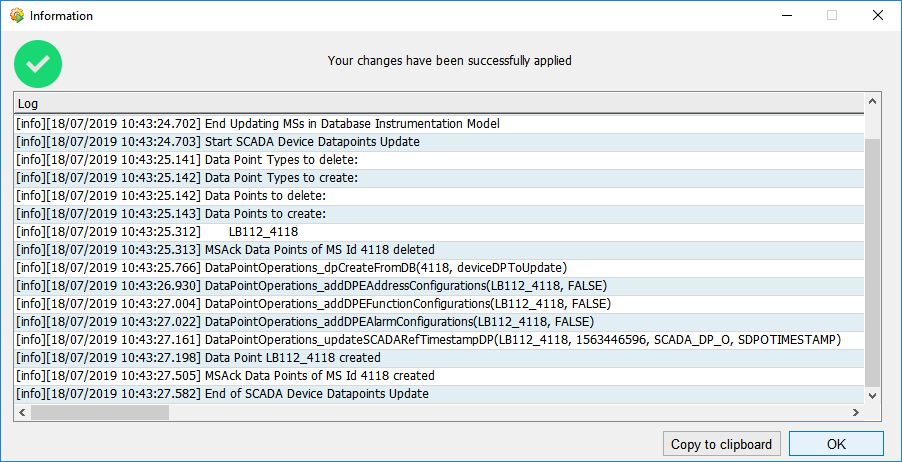 Information
Your changes have been successfully applied
Log
[info][18/07/2019 10:43:24.702] End Updating MSs in Database Instrumentation Model
[info][18/07/2019 10:43:24.703] Start SCADA Device Datapoints Update
[info][18/07/2019 10:43:25.141] Data Point Types to delete:
[info][18/07/2019 10:43:25.142] Data Point Types to create:
[info][18/07/2019 10:43:25.142] Data Points to delete:
[info][18/07/2019 10:43:25.143] Data Points to create:
[info][18/07/2019 10:43:25.312] LB112_4118
[info][18/07/2019 10:43:25.313] MSAck Data Points of MS Id 4118 deleted
[info][18/07/2019 10:43:25.766] DataPointOperations_dpCreateFromDB(4118, deviceDPToUpdate)
[info][18/07/2019 10:43:26.930] DataPointOperations_addDPEAddressConfigurations(LB112_4118, FALSE)
[info][18/07/2019 10:43:27.004] DataPointOperations_addDPEFunctionConfigurations(LB112_4118, FALSE)
[info][18/07/2019 10:43:27.022] DataPointOperations_addDPEAlarmConfigurations(LB112_4118, FALSE)
[info][18/07/2019 10:43:27.161] DataPointOperations_updateSCADARefTimestampDP(LB112_4118, 1563446596, SCADA_DP_O, SDPOTIMESTAMP)
[info][18/07/2019 10:43:27.198] Data Point LB112_4118 created
[info][18/07/2019 10:43:27.505] MSAck Data Points of MS Id 4118 created
[info][18/07/2019 10:43:27.582] End of SCADA Device Datapoints Update
Copy to clipboard
OK